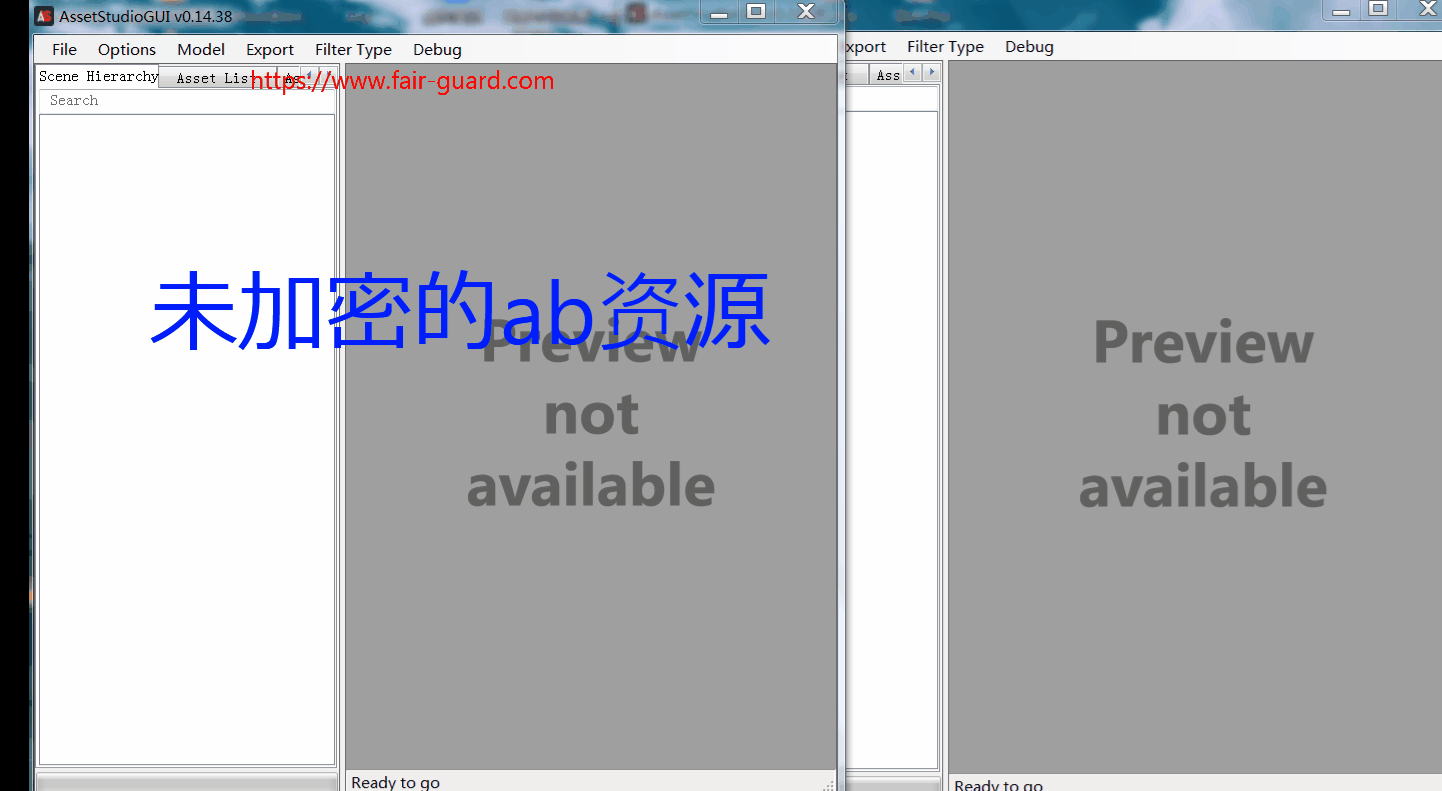 AssetStudioGUI v0.14.38
File Options Model Export Filter Type Debug
xport Filter Type Debug
Scene Hierarchy Asset List As
https://www.fair-guard.com
Ass
Search
未加密的ab资源
Preview
not
available
Preview
not
available
Ready to go
Ready to go